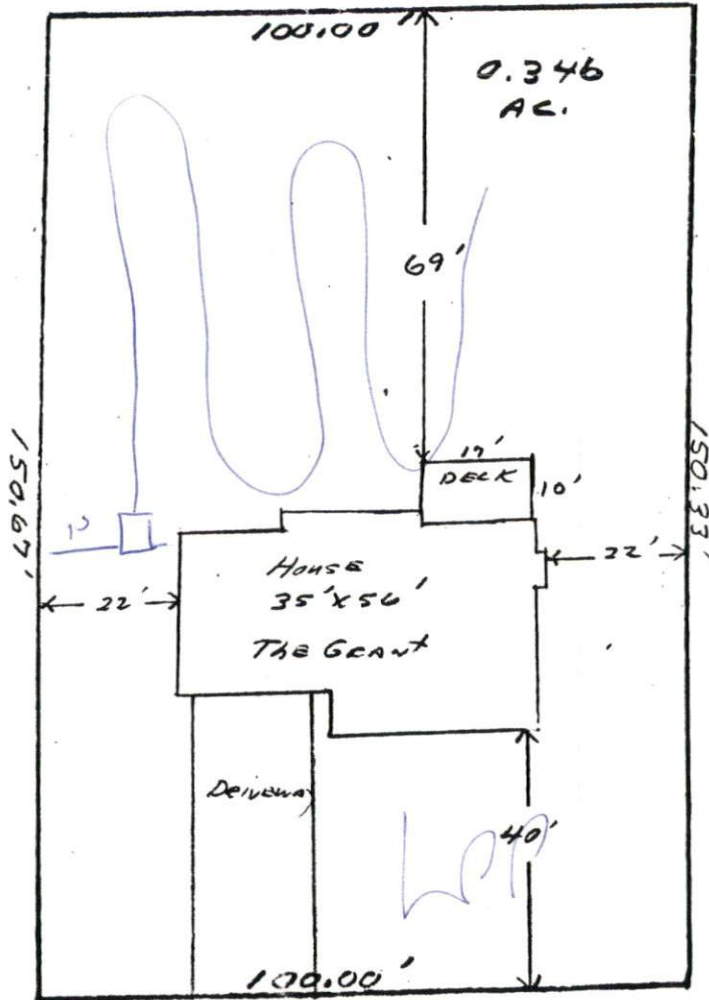 100.00
0.346
AC.
69'
17'
DECK
10'
150.67'
150.33'
22'
House
35'X56'
The Grant
22'
Driveway
40'
100.00'